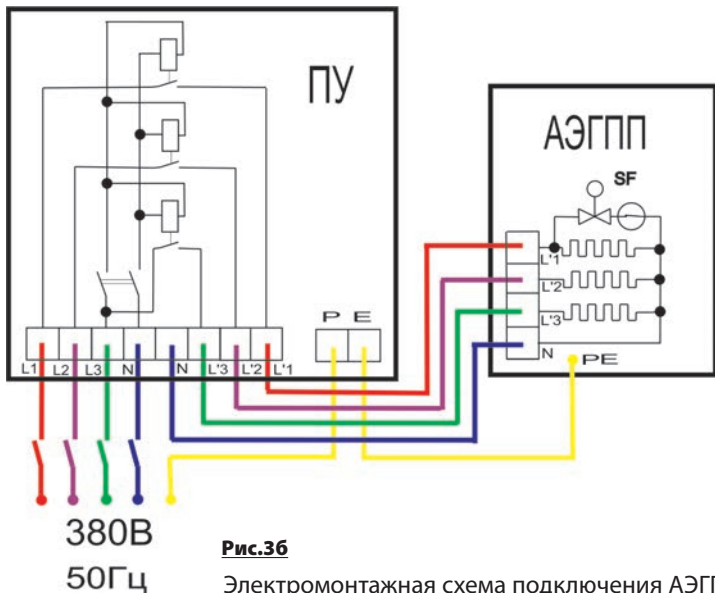 ПУ
АЭГПП
SF
L'1
L'2
L'3
N
PE
P E
L1 L2 L3 N N L'3 L'2 L'1
380В
50Гц
Рис.3б
Электромонтажная схема подключения